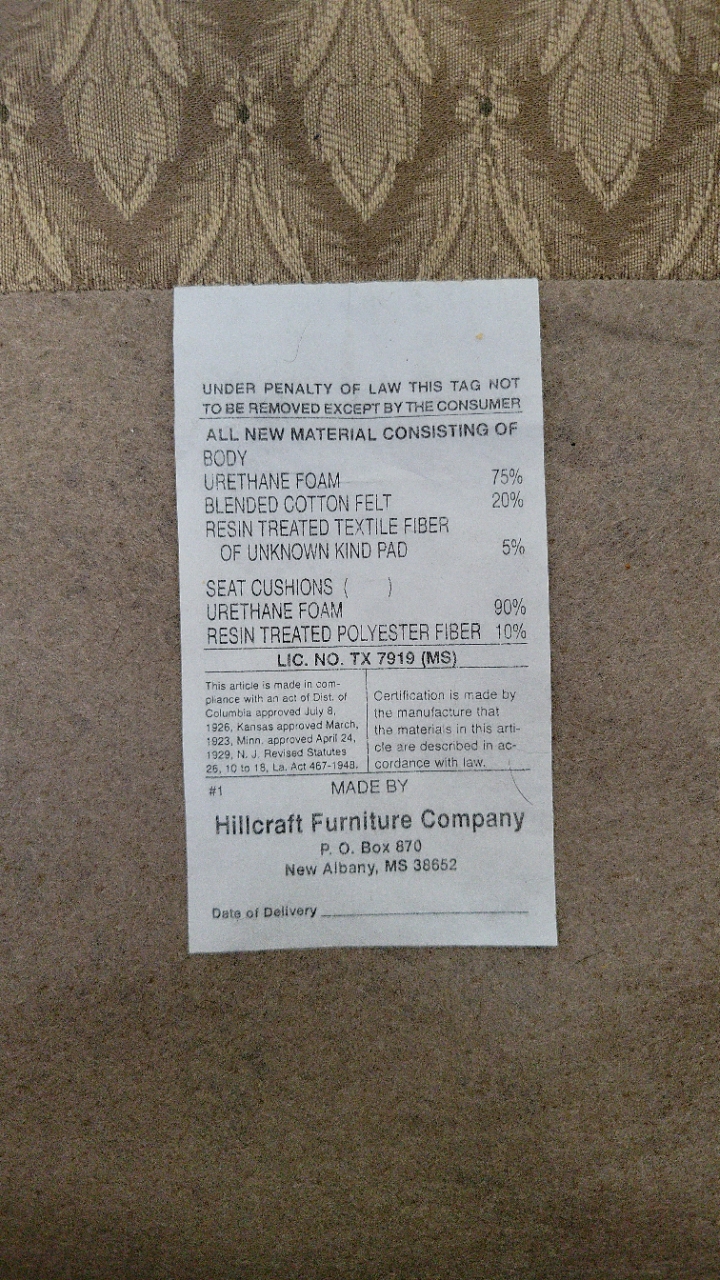 UNDER PENALTY OF LAW THIS TAG NOT
TO BE REMOVED EXCEPT BY THE CONSUMER
ALL NEW MATERIAL CONSISTING OF
BODY
URETHANE FOAM 75%
BLENDED COTTON FELT 20%
RESIN TREATED TEXTILE FIBER
OF UNKNOWN KIND PAD 5%
SEAT CUSHIONS ( )
URETHANE FOAM 90%
RESIN TREATED POLYESTER FIBER 10%
LIC. NO. TX 7919 (MS)
This article is made in com-
pliance with an act of Dist. of
Columbia approved July 8,
1926, Kansas approved March,
1923, Minn. approved April 24,
1929, N. J. Revised Statutes
26, 10 to 18, La. Act 467-1948.
Certification is made by
the manufacture that
the materials in this arti-
cle are described in ac-
cordance with law.
#1 MADE BY
Hillcraft Furniture Company
P. O. Box 870
New Albany, MS 38652
Date of Delivery